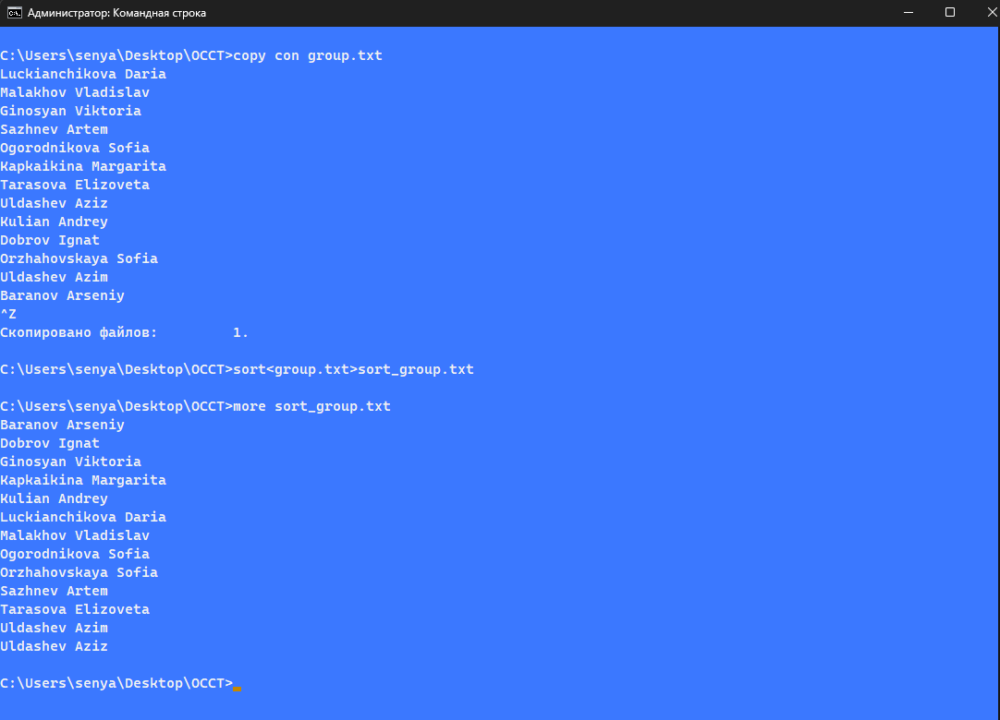 Администратор: Командная строка
C:\Users\senya\Desktop\OCCT>copy con group.txt
Luckianchikova Daria
Malakhov Vladislav
Ginosyan Viktoria
Sazhnev Artem
Ogorodnikova Sofia
Kapkaikina Margarita
Tarasova Elizoveta
Uldashev Aziz
Kulian Andrey
Dobrov Ignat
Orzhahovskaya Sofia
Uldashev Azim
Baranov Arseniy
^Z
Скопировано файлов:         1.
C:\Users\senya\Desktop\OCCT>sort<group.txt>sort_group.txt
C:\Users\senya\Desktop\OCCT>more sort_group.txt
Baranov Arseniy
Dobrov Ignat
Ginosyan Viktoria
Kapkaikina Margarita
Kulian Andrey
Luckianchikova Daria
Malakhov Vladislav
Ogorodnikova Sofia
Orzhahovskaya Sofia
Sazhnev Artem
Tarasova Elizoveta
Uldashev Azim
Uldashev Aziz
C:\Users\senya\Desktop\OCCT>